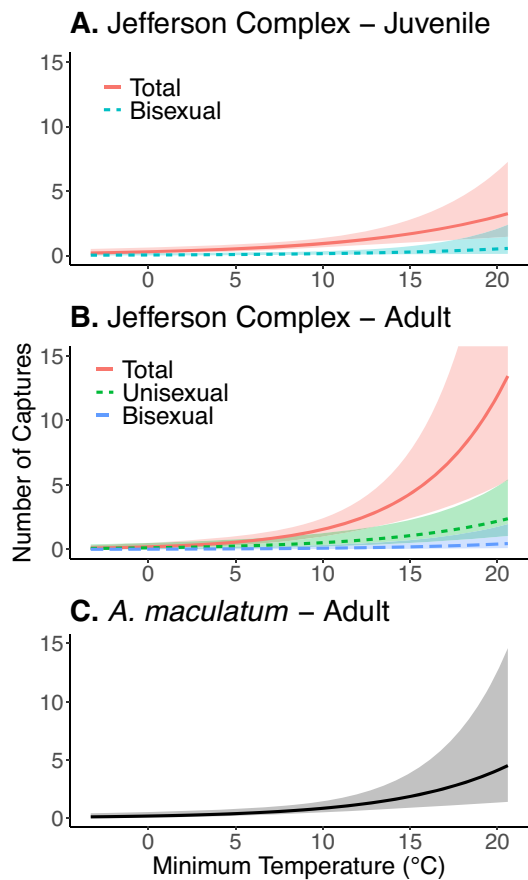 A. Jefferson Complex – Juvenile
15
Total
Bisexual
10
5
0
0 5 10 15 20
B. Jefferson Complex – Adult
15
Total
Unisexual
Bisexual
10
5
0
0 5 10 15 20
Number of Captures
C. A. maculatum – Adult
15
10
5
0
0 5 10 15 20
Minimum Temperature (°C)